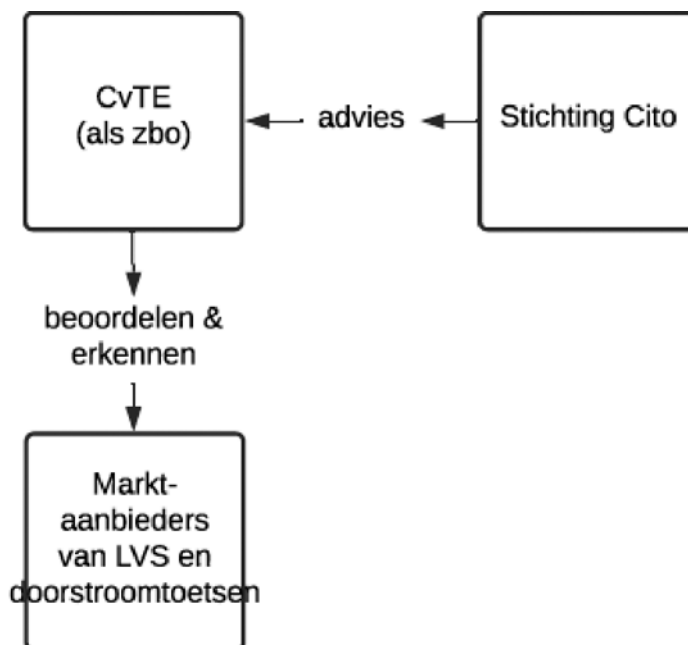 CvTE
(als zbo)
advies
Stichting Cito
beoordelen &
erkennen
Markt-
aanbieders
van LVS en
doorstroomtoetsen